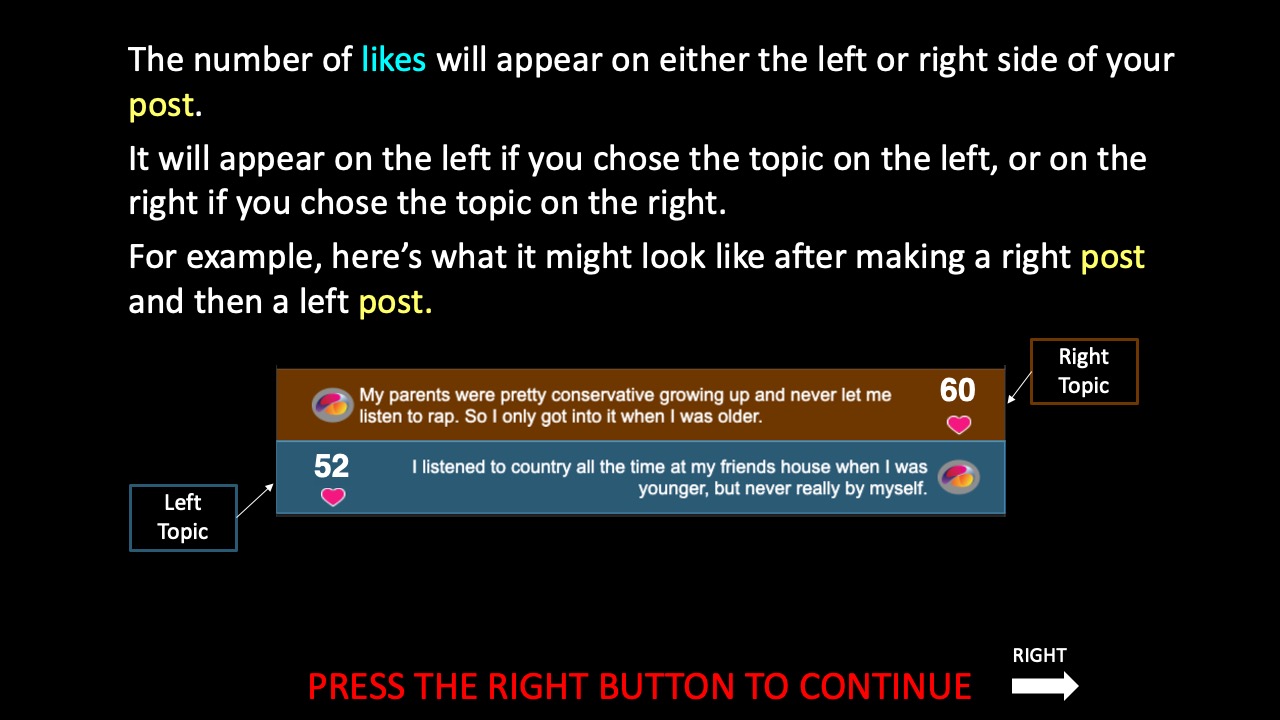 The number of likes will appear on either the left or right side of your
post.
It will appear on the left if you chose the topic on the left, or on the
right if you chose the topic on the right.
For example, here’s what it might look like after making a right post
and then a left post.
Right
Topic
My parents were pretty conservative growing up and never let me
listen to rap. So I only got into it when I was older.
60
52
I listened to country all the time at my friends house when I was
younger, but never really by myself.
Left
Topic
RIGHT
PRESS THE RIGHT BUTTON TO CONTINUE